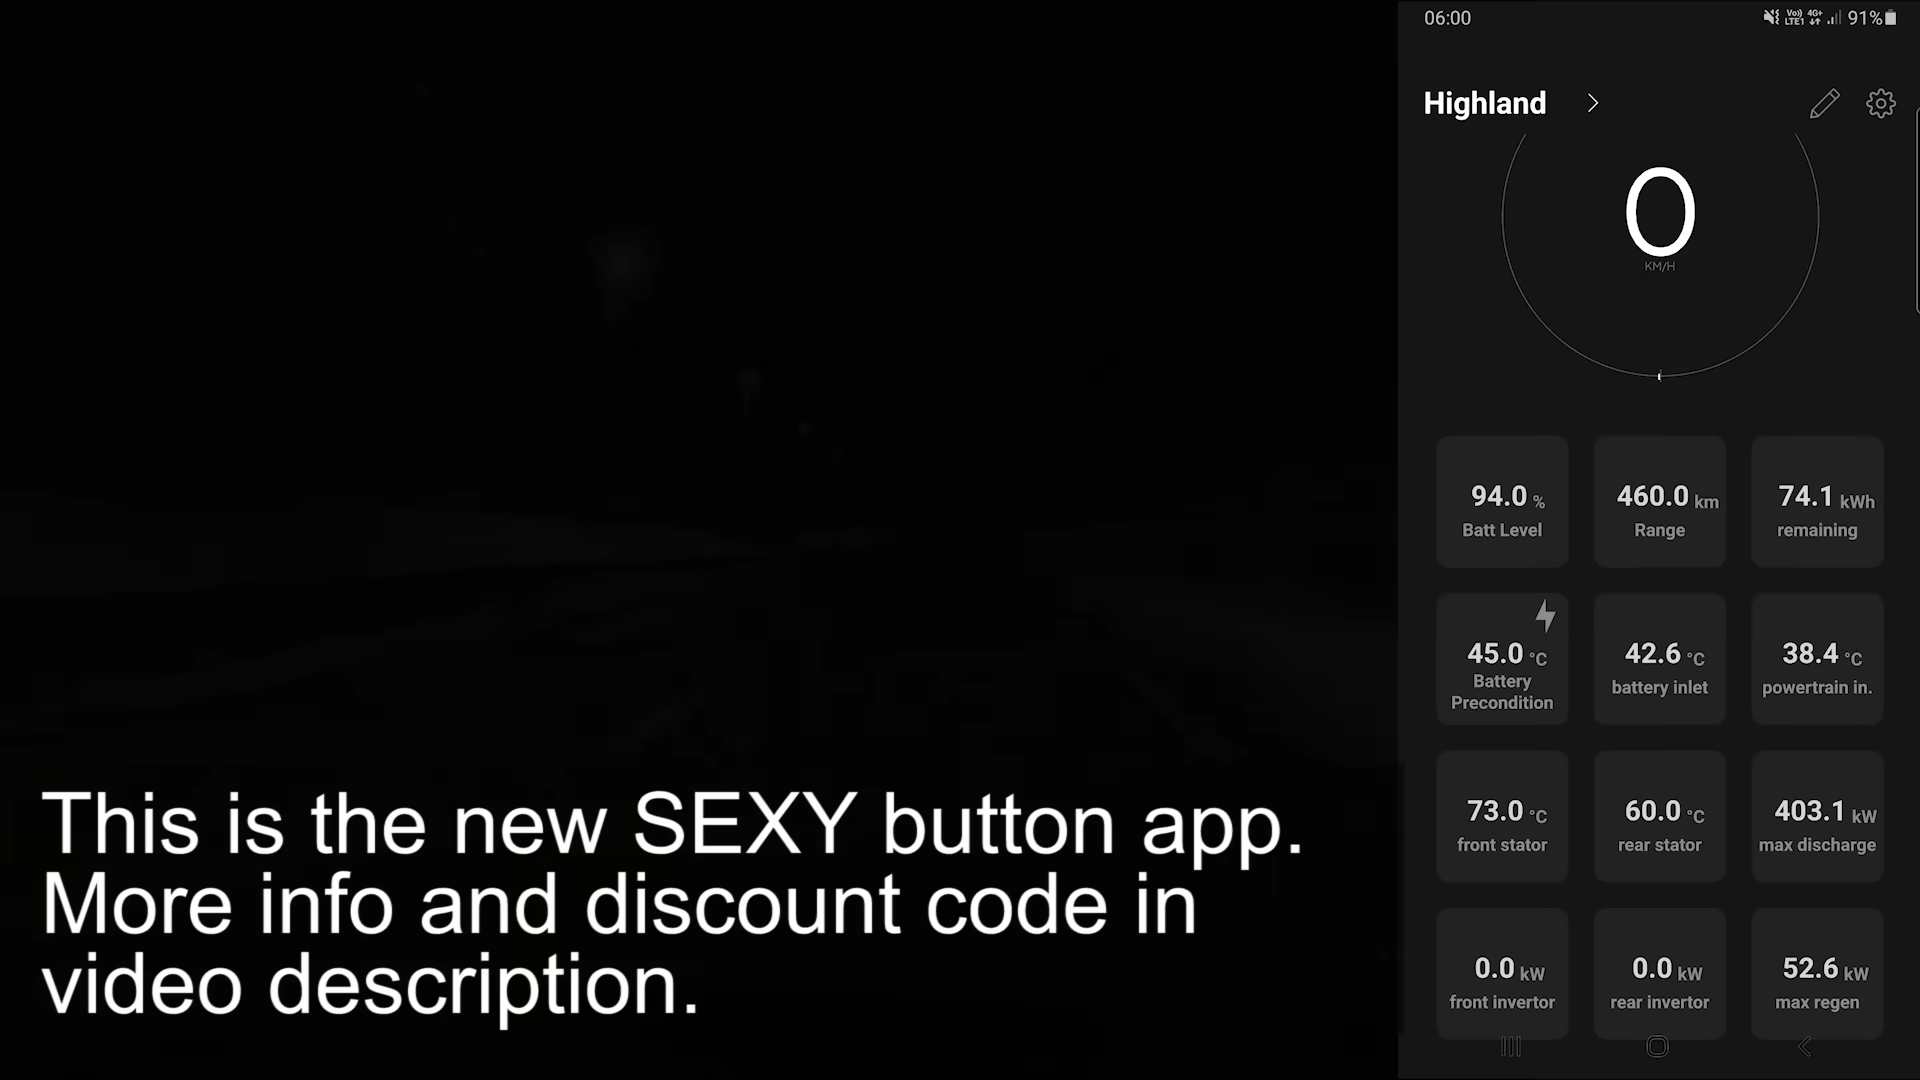 06:00
Vo)) 4G+
LTE1 91%
Highland
0
KM/H
94.0 % 460.0 km 74.1 kWh
Batt Level Range remaining
45.0 °C 42.6 °C 38.4 °C
Battery Precondition battery inlet powertrain in.
73.0 °C 60.0 °C 403.1 kW
front stator rear stator max discharge
0.0 kW 0.0 kW 52.6 kW
front invertor rear invertor max regen
This is the new SEXY button app.
More info and discount code in
video description.